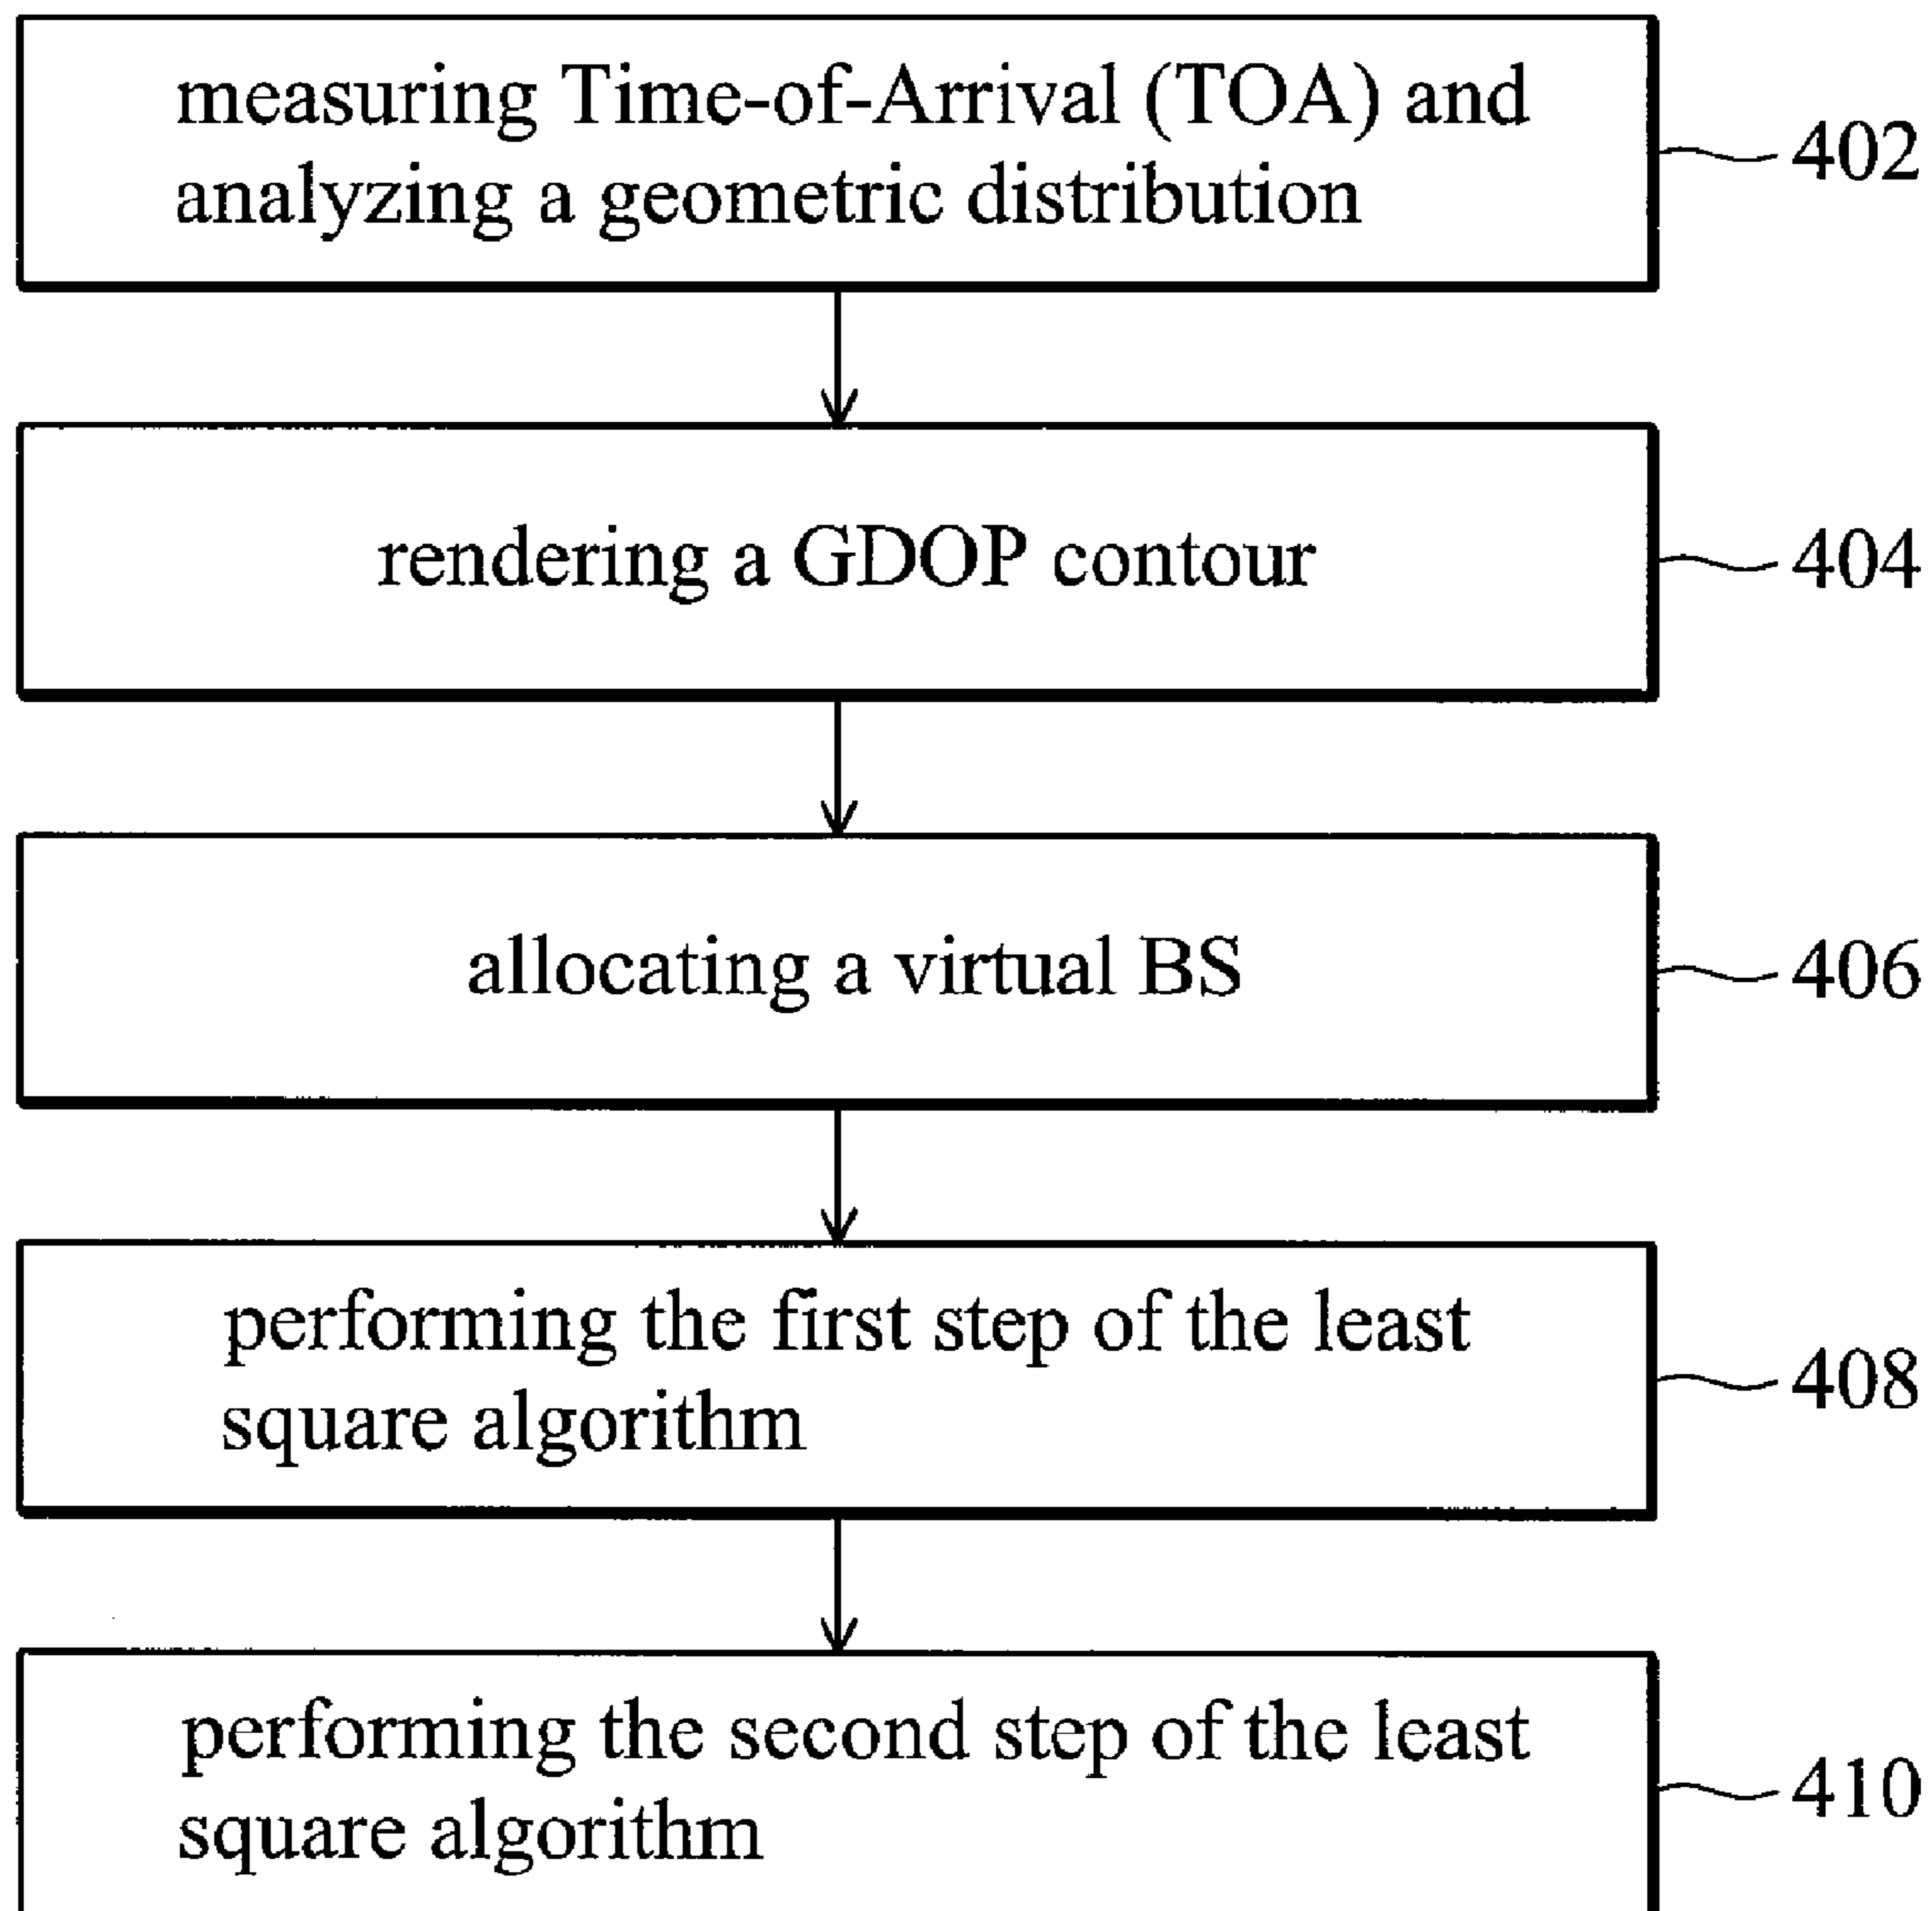 measuring Time-of-Arrival (TOA) and
analyzing a geometric distribution
402
rendering a GDOP contour
404
allocating a virtual BS
406
performing the first step of the least
square algorithm
408
performing the second step of the least
square algorithm
410